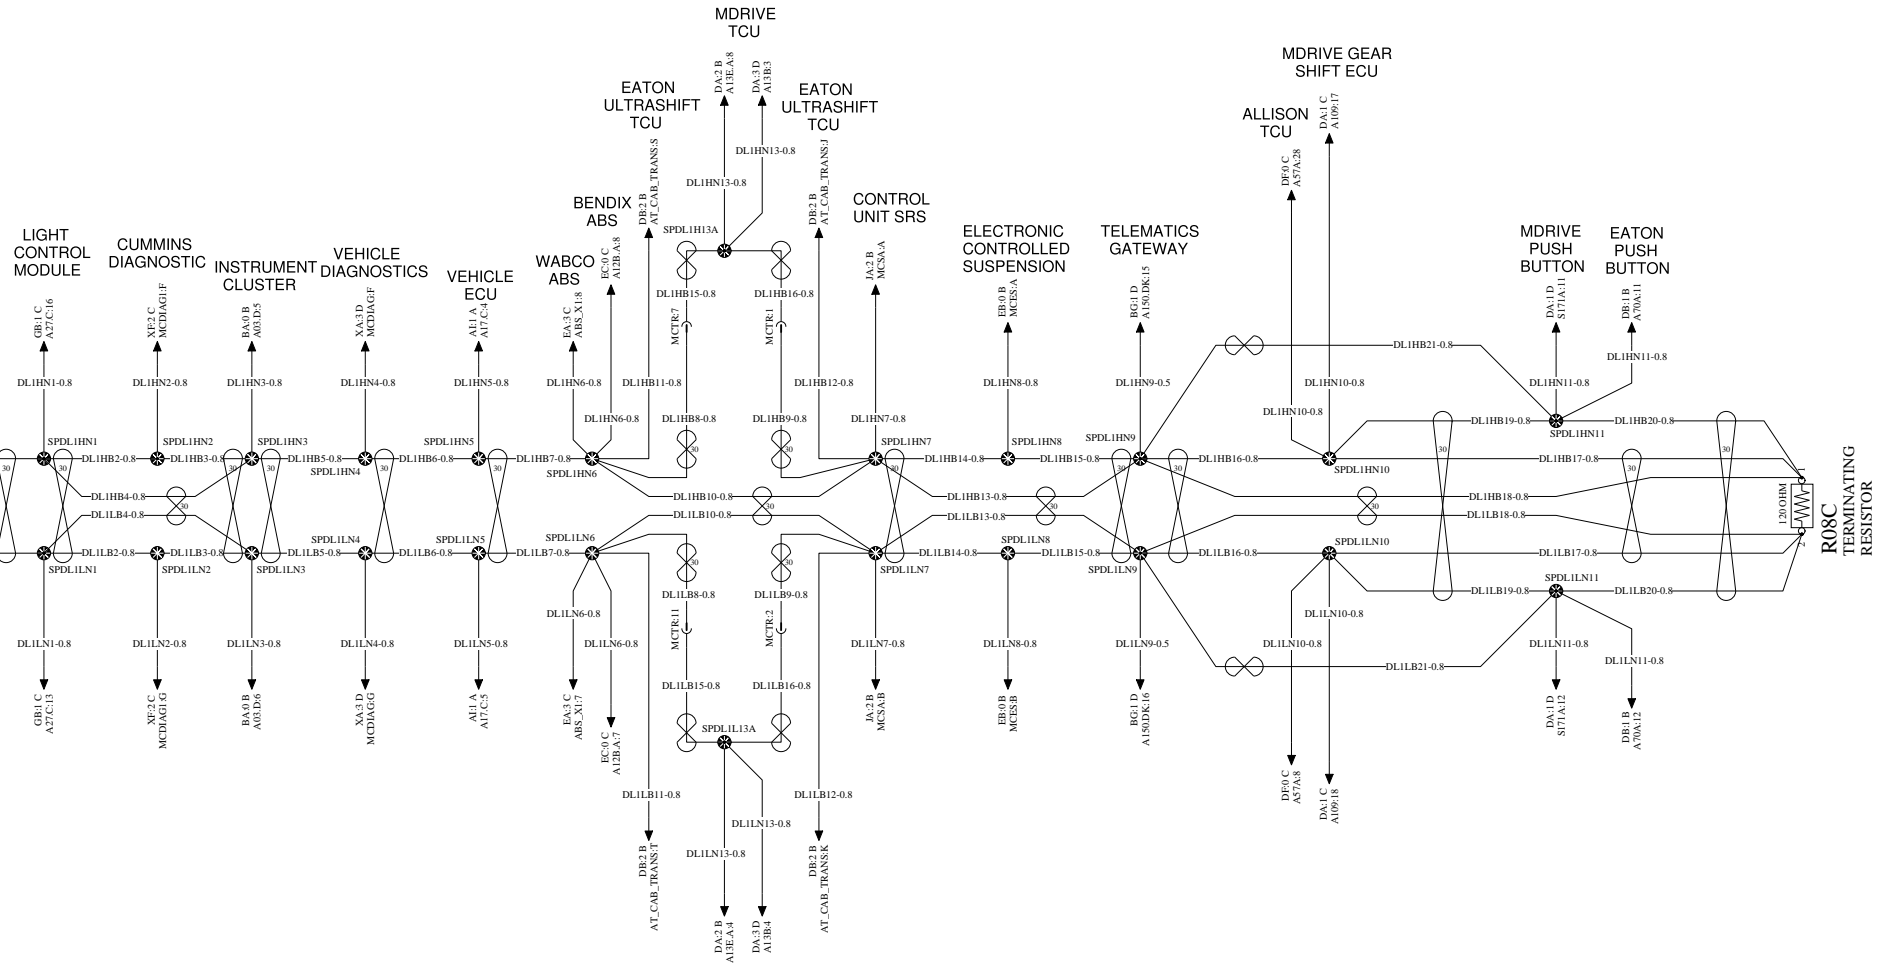 MDRIVE
TCU
DA:2 B
A13E.A:8
DA:3 D
A13B:3
MDRIVE GEAR
SHIFT ECU
EATON
ULTRASHIFT
TCU
EATON
ULTRASHIFT
TCU
ALLISON
TCU
DA:1 C
A109:17
DF:0 C
A57A:28
DL1HN13-0.8
DL1HN13-0.8
DB:2 B
AT_CAB_TRANS:S
DB:2 B
AT_CAB_TRANS:J
BENDIX
ABS
CONTROL
UNIT SRS
SPDL1H13A
LIGHT
CONTROL
MODULE
CUMMINS
DIAGNOSTIC
INSTRUMENT
CLUSTER
VEHICLE
DIAGNOSTICS
VEHICLE
ECU
WABCO
ABS
ELECTRONIC
CONTROLLED
SUSPENSION
TELEMATICS
GATEWAY
MDRIVE
PUSH
BUTTON
EATON
PUSH
BUTTON
GB:1 C
A27.C:16
XF:2 C
MCDIAG1:F
BA:0 B
A03.D:5
XA:3 D
MCDIAG:F
AI:1 A
A17.C:4
EA:3 C
ABS_X1:8
EC:0 C
A12B.A:8
JA:2 B
MCSA:A
EB:0 B
MCES:A
BG:1 D
A150.DK:15
DA:1 D
S171A:11
DB:1 B
A70A:11
DL1HB15-0.8
DL1HB16-0.8
MCTR:7
MCTR:1
DL1HB21-0.8
DL1HN11-0.8
DL1HN1-0.8
DL1HN2-0.8
DL1HN3-0.8
DL1HN4-0.8
DL1HN5-0.8
DL1HN6-0.8
DL1HB11-0.8
DL1HB12-0.8
DL1HN8-0.8
DL1HN9-0.5
DL1HN10-0.8
DL1HN11-0.8
DL1HN6-0.8
DL1HB8-0.8
DL1HB9-0.8
DL1HN7-0.8
DL1HN10-0.8
DL1HB19-0.8
DL1HB20-0.8
SPDL1HN11
SPDL1HN1
SPDL1HN2
SPDL1HN3
SPDL1HN5
SPDL1HN7
SPDL1HN8
SPDL1HN9
30
30
30
DL1HB2-0.8
DL1HB3-0.8
DL1HB5-0.8
DL1HB6-0.8
DL1HB7-0.8
DL1HB14-0.8
DL1HB15-0.8
DL1HB16-0.8
DL1HB17-0.8
30
30
30
30
30
30
30
30
30
30
SPDL1HN4
SPDL1HN6
SPDL1HN10
1
DL1HB4-0.8
DL1HB10-0.8
DL1HB13-0.8
DL1HB18-0.8
30
30
30
30
120 OHM
R08C
TERMINATING
RESISTOR
DL1LB4-0.8
DL1LB10-0.8
DL1LB13-0.8
DL1LB18-0.8
2
SPDL1LN4
SPDL1LN5
SPDL1LN6
SPDL1LN8
SPDL1LN10
DL1LB2-0.8
DL1LB3-0.8
DL1LB5-0.8
DL1LB6-0.8
DL1LB7-0.8
DL1LB14-0.8
DL1LB15-0.8
DL1LB16-0.8
DL1LB17-0.8
30
30
SPDL1LN1
SPDL1LN2
SPDL1LN3
SPDL1LN7
SPDL1LN9
SPDL1LN11
DL1LB8-0.8
DL1LB9-0.8
DL1LB19-0.8
DL1LB20-0.8
DL1LN6-0.8
DL1LN10-0.8
MCTR:11
MCTR:2
DL1LN1-0.8
DL1LN2-0.8
DL1LN3-0.8
DL1LN4-0.8
DL1LN5-0.8
DL1LN6-0.8
DL1LN7-0.8
DL1LN8-0.8
DL1LN9-0.5
DL1LN10-0.8
DL1LN11-0.8
DL1LN11-0.8
DL1LB21-0.8
DL1LB15-0.8
DL1LB16-0.8
GB:1 C
A27.C:13
XF:2 C
MCDIAG1:G
BA:0 B
A03.D:6
XA:3 D
MCDIAG:G
AI:1 A
A17.C:5
EA:3 C
ABS_X1:7
EC:0 C
A12B.A:7
SPDL1L13A
JA:2 B
MCSA:B
EB:0 B
MCES:B
BG:1 D
A150.DK:16
DA:1 D
S171A:12
DB:1 B
A70A:12
DF:0 C
A57A:8
DA:1 C
A109:18
DL1LB11-0.8
DL1LB12-0.8
DL1LN13-0.8
DL1LN13-0.8
DB:2 B
AT_CAB_TRANS:T
DB:2 B
AT_CAB_TRANS:K
DA:2 B
A13E.A:4
DA:3 D
A13B:4